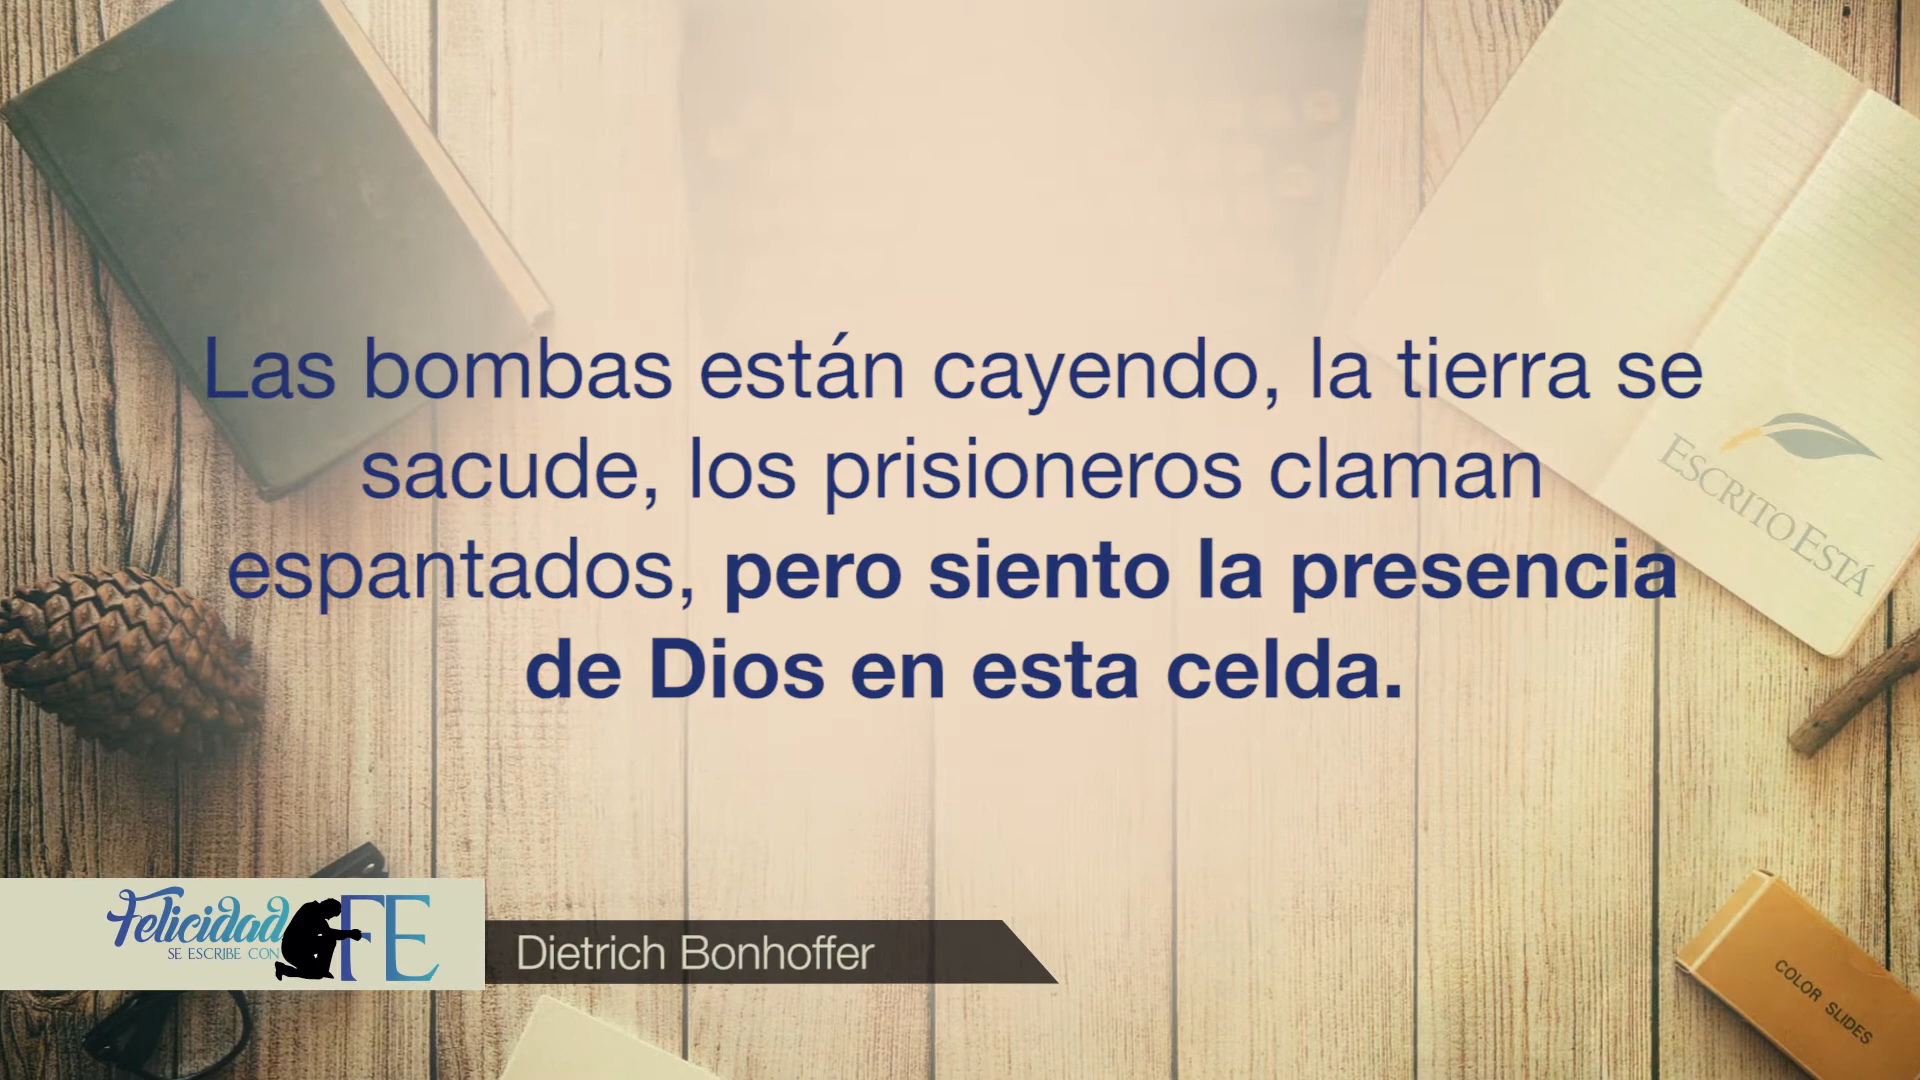 Las bombas están cayendo, la tierra se
sacude, los prisioneros claman
espantados, pero siento la presencia
de Dios en esta celda.
ESCRITO ESTÁ
Felicidad
SE ESCRIBE CON
FE
Dietrich Bonhoffer
COLOR SLIDES